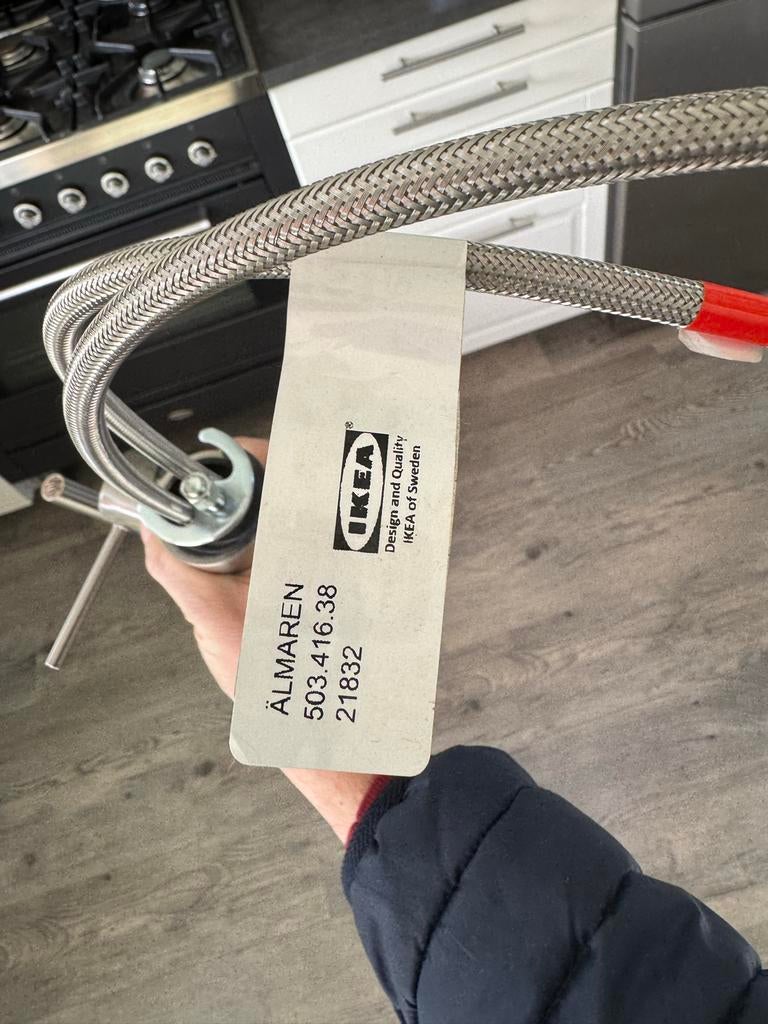 IKEA®
Design and Quality
IKEA of Sweden
ÄLMAREN
503.416.38
21832